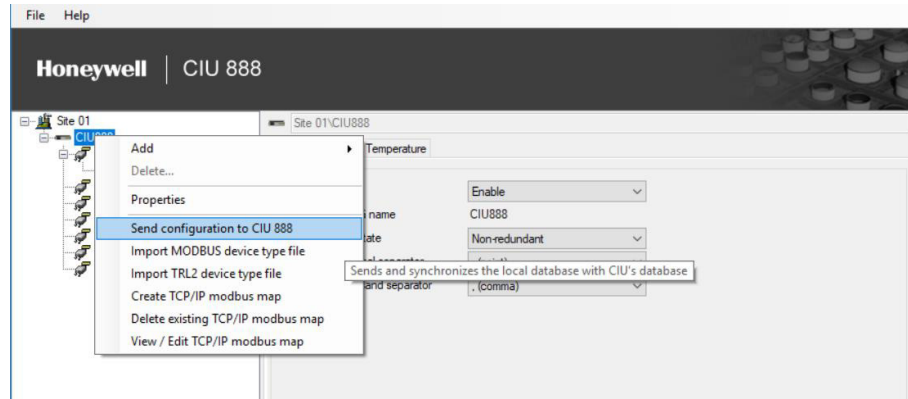 File Help
Honeywell CIU 888
Site 01
CIU888
Site 01\CIU888
Temperature
Add
Delete...
Properties
Send configuration to CIU 888
Import MODBUS device type file
Import TRL2 device type file
Create TCP/IP modbus map
Delete existing TCP/IP modbus map
View / Edit TCP/IP modbus map
Enable
name CIU888
Non-redundant
Sends and synchronizes the local database with CIU's database
separator , (comma)